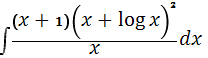 ∫ (x + 1)(x + log x)² / x dx